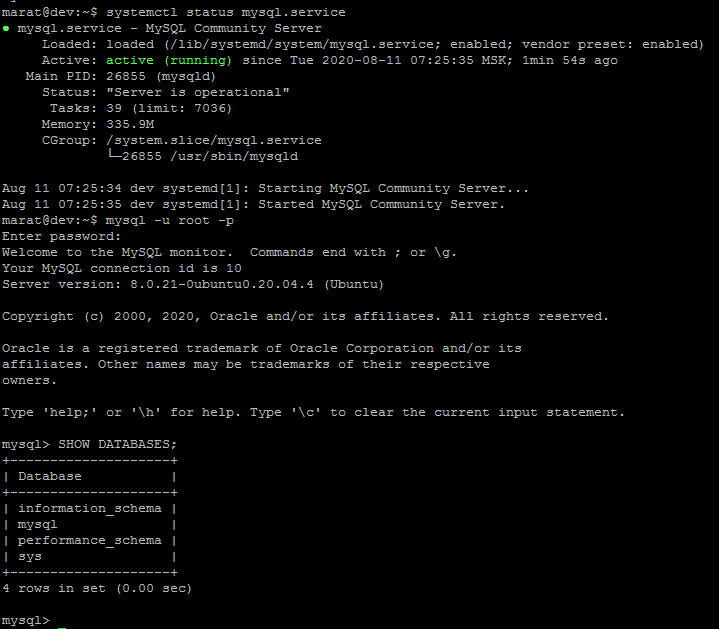 marat@dev:~$ systemctl status mysql.service
● mysql.service - MySQL Community Server
     Loaded: loaded (/lib/systemd/system/mysql.service; enabled; vendor preset: enabled)
     Active: active (running) since Tue 2020-08-11 07:25:35 MSK; 1min 54s ago
   Main PID: 26855 (mysqld)
     Status: "Server is operational"
      Tasks: 39 (limit: 7036)
     Memory: 335.9M
     CGroup: /system.slice/mysql.service
             └─26855 /usr/sbin/mysqld

Aug 11 07:25:34 dev systemd[1]: Starting MySQL Community Server...
Aug 11 07:25:35 dev systemd[1]: Started MySQL Community Server.
marat@dev:~$ mysql -u root -p
Enter password:
Welcome to the MySQL monitor.  Commands end with ; or \g.
Your MySQL connection id is 10
Server version: 8.0.21-0ubuntu0.20.04.4 (Ubuntu)

Copyright (c) 2000, 2020, Oracle and/or its affiliates. All rights reserved.

Oracle is a registered trademark of Oracle Corporation and/or its
affiliates. Other names may be trademarks of their respective
owners.

Type 'help;' or '\h' for help. Type '\c' to clear the current input statement.

mysql> SHOW DATABASES;
+--------------------+
| Database           |
+--------------------+
| information_schema |
| mysql              |
| performance_schema |
| sys                |
+--------------------+
4 rows in set (0.00 sec)

mysql>